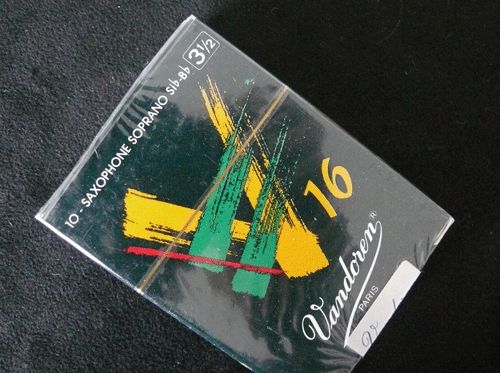 10 - SAXOPHONE SOPRANO Sib-Bb 3½
16
Vandoren®
PARIS